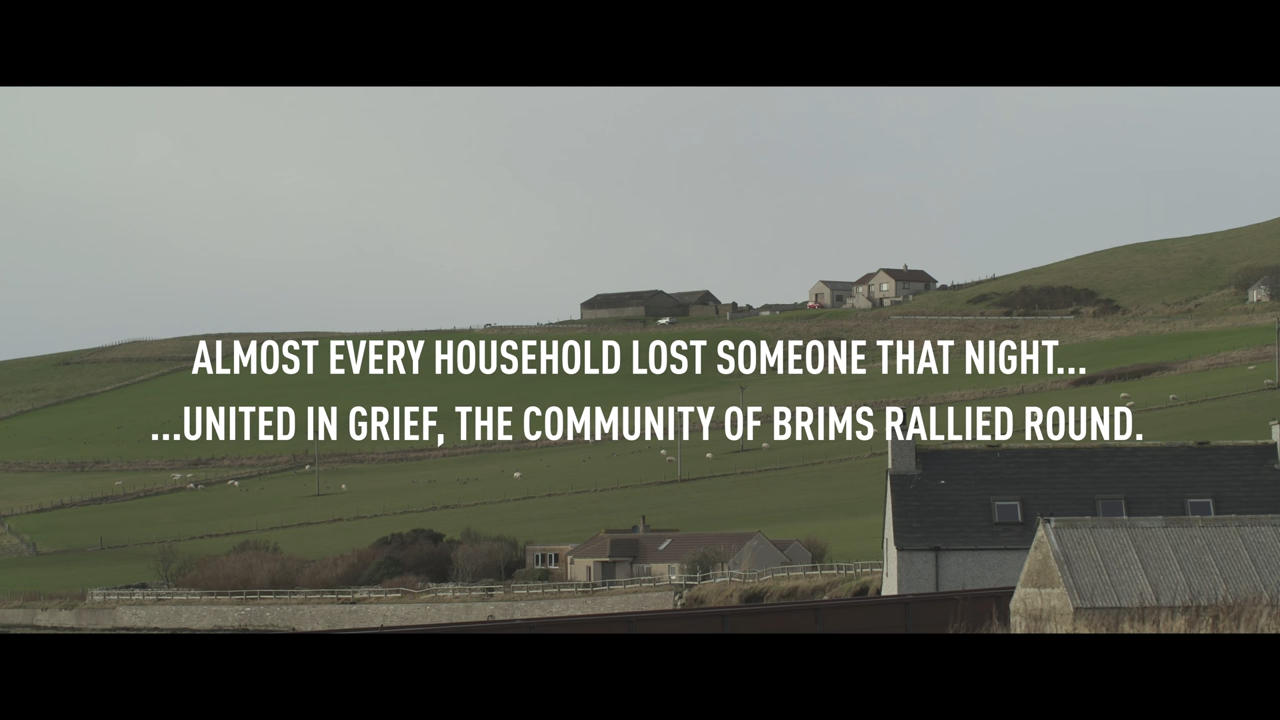 ALMOST EVERY HOUSEHOLD LOST SOMEONE THAT NIGHT...
...UNITED IN GRIEF, THE COMMUNITY OF BRIMS RALLIED ROUND.